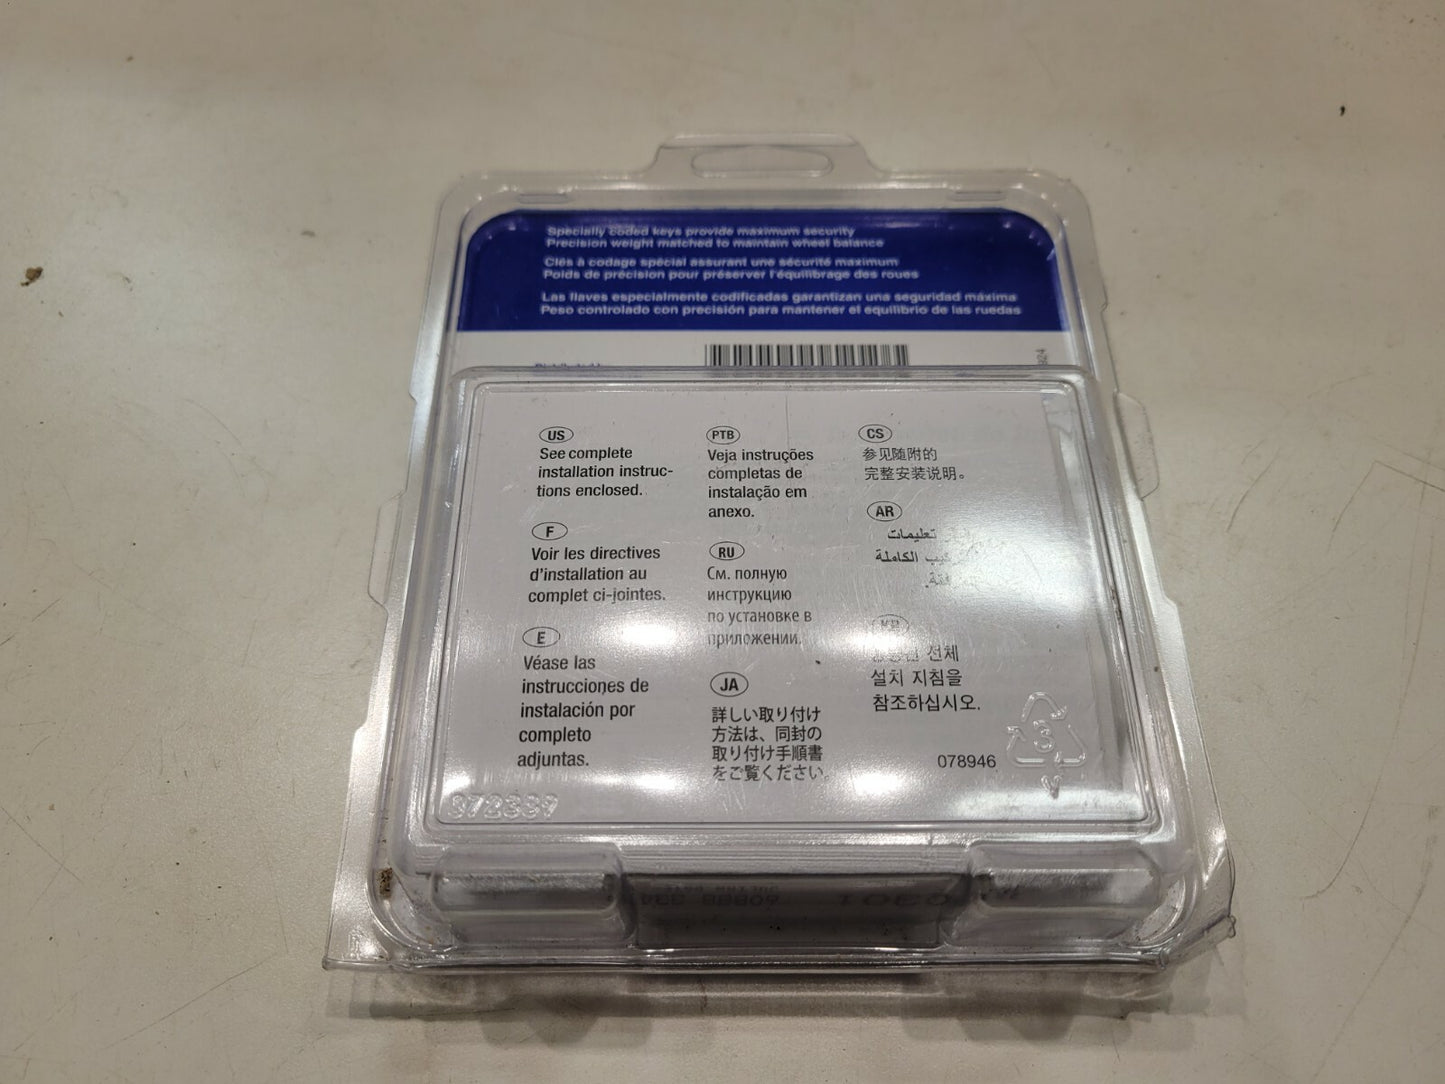 Specially coded keys provide maximum security
Precision weight matched to maintain wheel balance
Clés à codage spécial assurant une sécurité maximum
Poids de précision pour préserver l'équilibrage des roues
Las llaves especialmente codificadas garantizan una seguridad máxima
Peso controlado con precisión para mantener el equilibrio de las ruedas
US
See complete
installation instruc-
tions enclosed.
F
Voir les directives
d'installation au
complet ci-jointes.
E
Véase las
instrucciones de
instalación por
completo
adjuntas.
PTB
Veja instruções
completas de
instalação em
anexo.
RU
См. полную
инструкцию
по установке в
приложении.
JA
詳しい取り付け
方法は、同封の
取り付け手順書
をご覧ください。
CS
参见随附的
完整安装说明。
AR
تعليمات
الكاملة
전체
설치 지침을
참조하십시오.
078946
3
V
372339